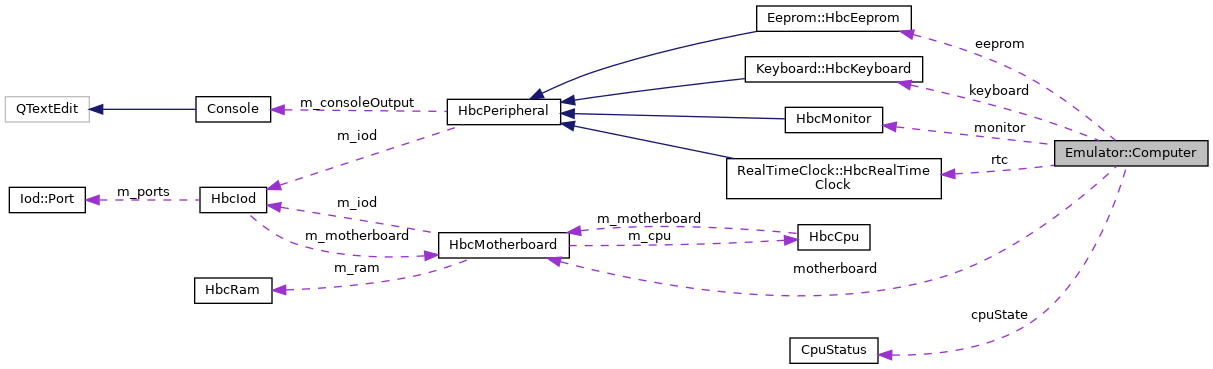 Eeprom::HbcEeprom
eeprom
Keyboard::HbcKeyboard
keyboard
QTextEdit
Console
m_consoleOutput
HbcPeripheral
HbcMonitor
monitor
m_iod
Emulator::Computer
rtc
RealTimeClock::HbcRealTime
Clock
Iod::Port
m_ports
HbcIod
m_iod
m_motherboard
m_motherboard
m_cpu
HbcCpu
HbcMotherboard
m_ram
motherboard
HbcRam
cpuState
CpuStatus